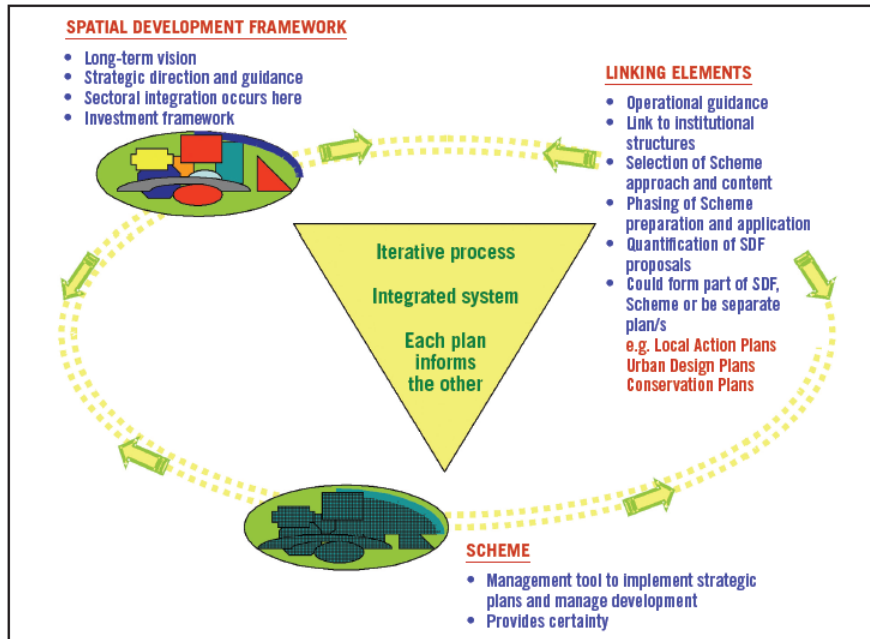 SPATIAL DEVELOPMENT FRAMEWORK
• Long-term vision
• Strategic direction and guidance
• Sectoral integration occurs here
• Investment framework
LINKING ELEMENTS
• Operational guidance
• Link to institutional
structures
• Selection of Scheme
approach and content
• Phasing of Scheme
preparation and application
• Quantification of SDF
proposals
• Could form part of SDF,
Scheme or be separate
plan/s
e.g. Local Action Plans
Urban Design Plans
Conservation Plans
Iterative process
Integrated system
Each plan
informs
the other
SCHEME
• Management tool to implement strategic
plans and manage development
• Provides certainty